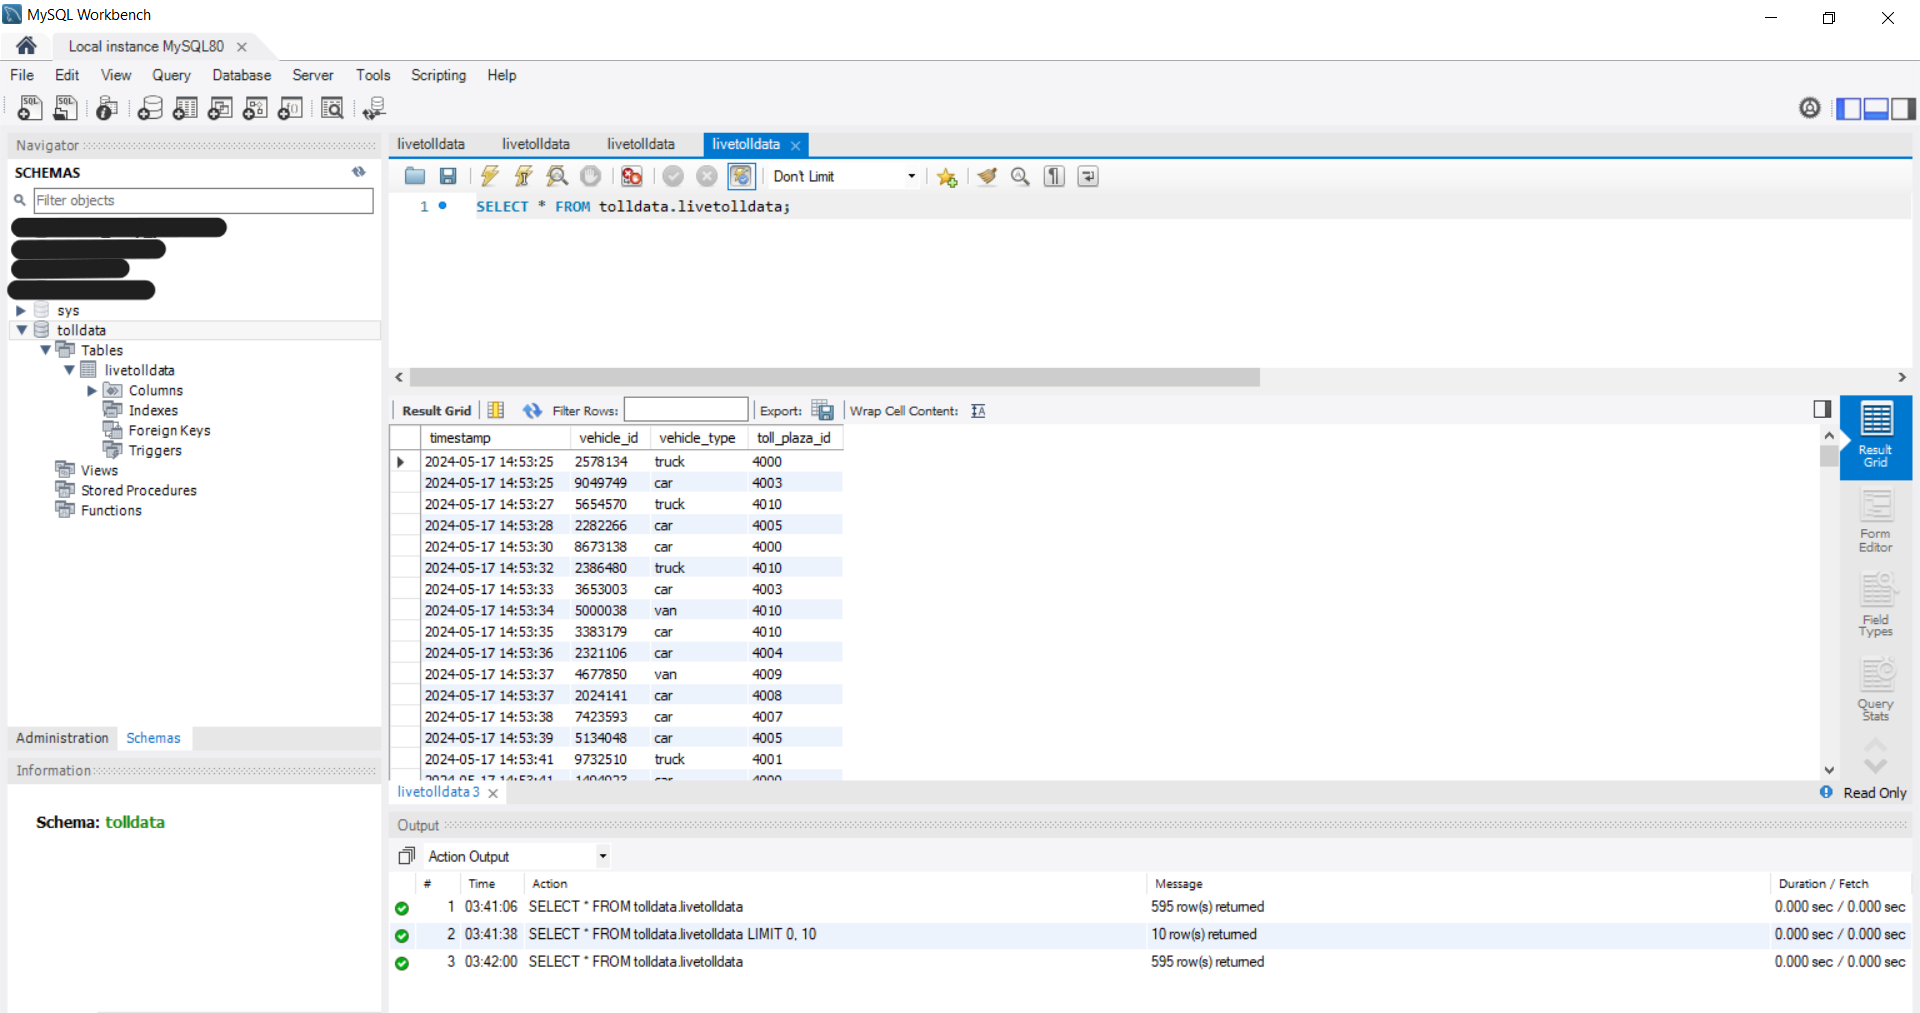 MySQL Workbench
Local instance MySQL80
File Edit View Query Database Server Tools Scripting Help
Navigator
SCHEMAS
Filter objects
sys
tolldata
Tables
livetolldata
Columns
Indexes
Foreign Keys
Triggers
Views
Stored Procedures
Functions
Administration Schemas
Information
Schema: tolldata
livetolldata livetolldata livetolldata livetolldata
Don't Limit
1 SELECT * FROM tolldata.livetolldata;
Result Grid Filter Rows: Export: Wrap Cell Content:
timestamp vehicle_id vehicle_type toll_plaza_id
2024-05-17 14:53:25 2578134 truck 4000
2024-05-17 14:53:25 9049749 car 4003
2024-05-17 14:53:27 5654570 truck 4010
2024-05-17 14:53:28 2282266 car 4005
2024-05-17 14:53:30 8673138 car 4000
2024-05-17 14:53:32 2386480 truck 4010
2024-05-17 14:53:33 3653003 car 4003
2024-05-17 14:53:34 5000038 van 4010
2024-05-17 14:53:35 3383179 car 4010
2024-05-17 14:53:36 2321106 car 4004
2024-05-17 14:53:37 4677850 van 4009
2024-05-17 14:53:37 2024141 car 4008
2024-05-17 14:53:38 7423593 car 4007
2024-05-17 14:53:39 5134048 car 4005
2024-05-17 14:53:41 9732510 truck 4001
Result
Grid
Form
Editor
Field
Types
Query
Stats
livetolldata 3
Read Only
Output
Action Output
# Time Action Message Duration / Fetch
1 03:41:06 SELECT * FROM tolldata.livetolldata 595 row(s) returned 0.000 sec / 0.000 sec
2 03:41:38 SELECT * FROM tolldata.livetolldata LIMIT 0, 10 10 row(s) returned 0.000 sec / 0.000 sec
3 03:42:00 SELECT * FROM tolldata.livetolldata 595 row(s) returned 0.000 sec / 0.000 sec